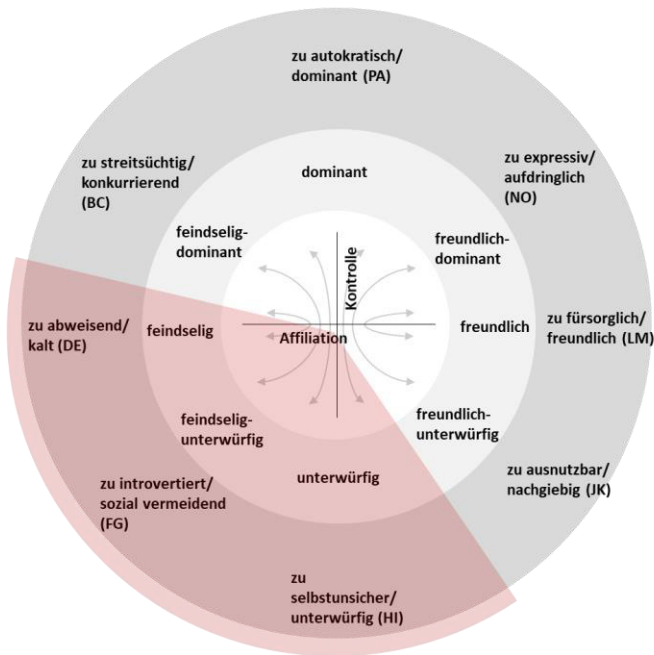 zu autokratisch/
dominant (PA)
zu streitsüchtig/
konkurrierend
(BC)
zu expressiv/
aufdringlich
(NO)
dominant
feindselig-
dominant
freundlich-
dominant
Kontrolle
zu abweisend/
kalt (DE)
feindselig
Affiliation
freundlich
zu fürsorglich/
freundlich (LM)
feindselig-
unterwürfig
freundlich-
unterwürfig
unterwürfig
zu introvertiert/
sozial vermeidend
(FG)
zu ausnutzbar/
nachgiebig (JK)
zu
selbstunsicher/
unterwürfig (HI)